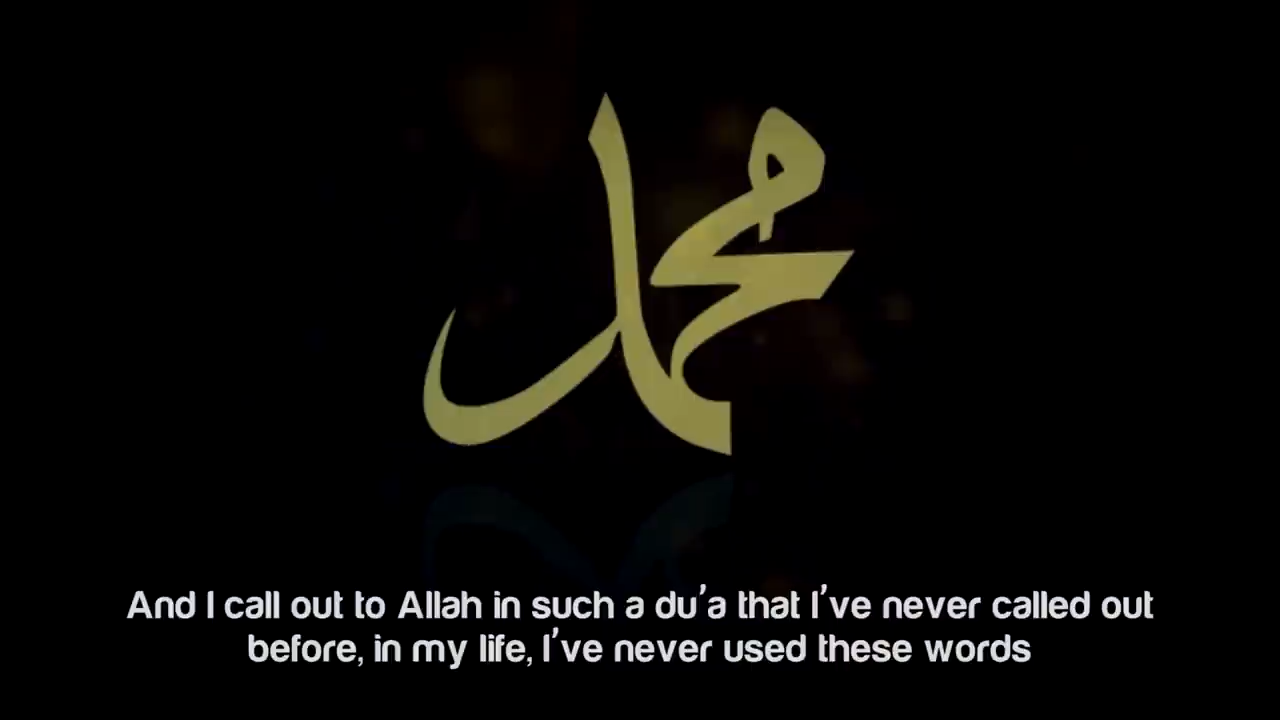 محمد
And I call out to Allah in such a du'a that I've never called out
before, in my life, I've never used these words